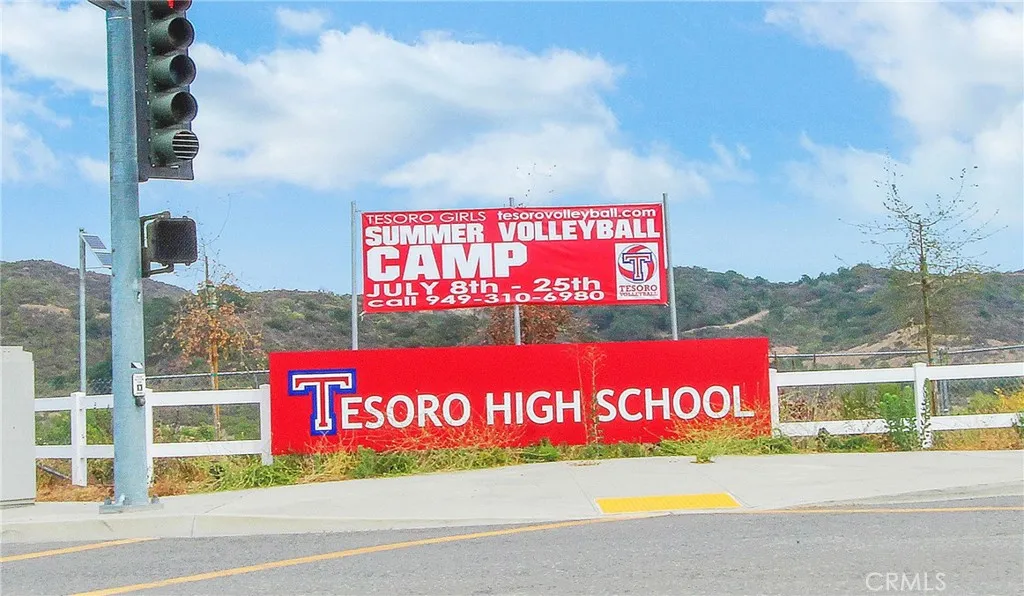 TESORO GIRLS tesorovolleyball.com
SUMMER VOLLEYBALL
CAMP
JULY 8th - 25th
call 949-310-6980
T
TESORO
VOLLEYBALL
TESORO HIGH SCHOOL
CRMLS